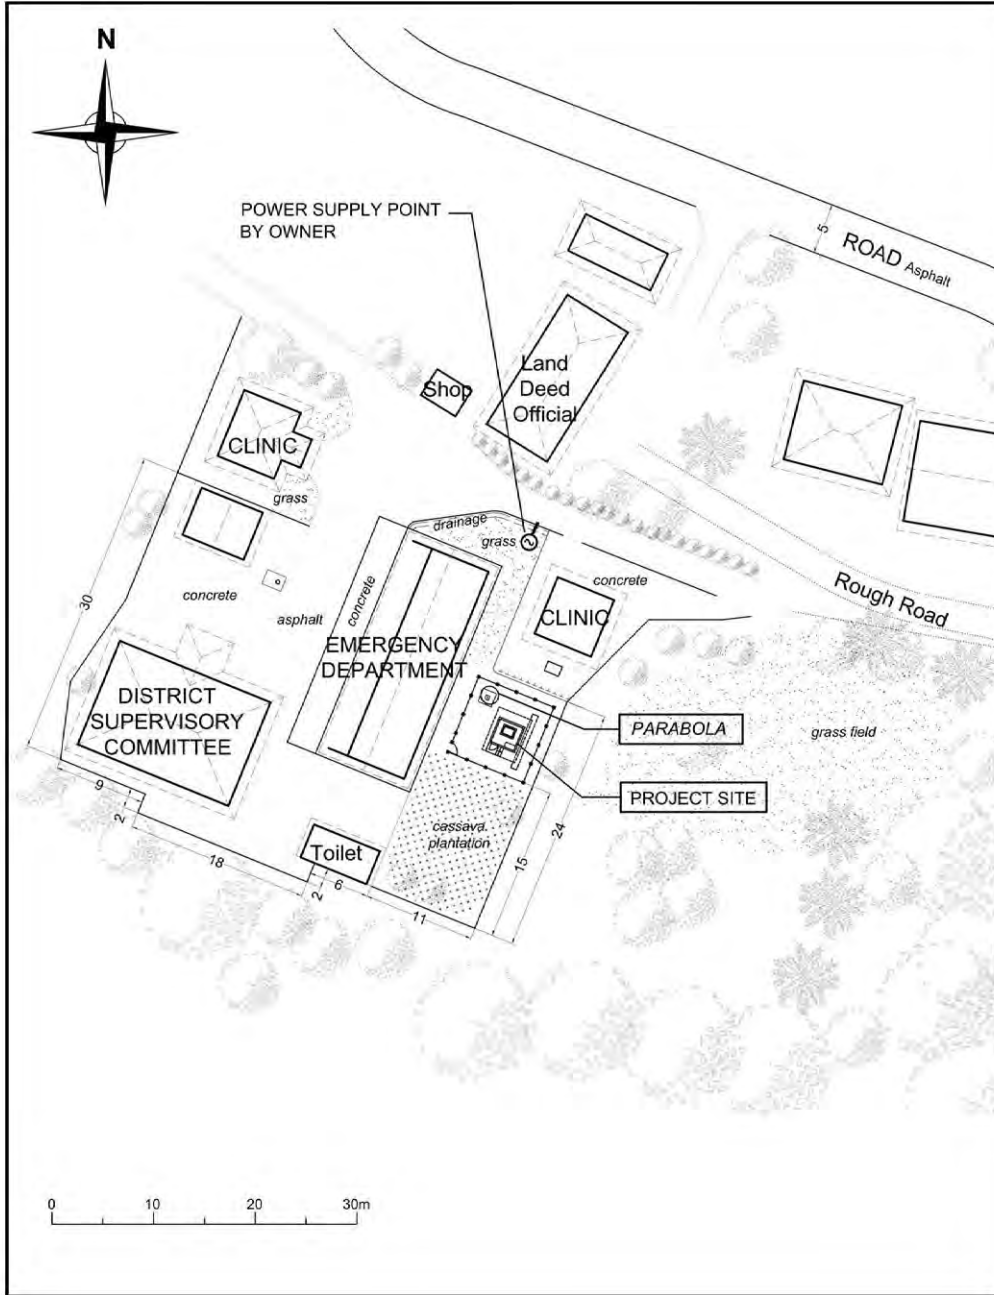 N
POWER SUPPLY POINT
BY OWNER
5
ROAD Asphalt
Land
Deed
Official
Shop
CLINIC
grass
drainage
grass
concrete
concrete
asphalt
concrete
CLINIC
Rough Road
30
EMERGENCY
DEPARTMENT
DISTRICT
SUPERVISORY
COMMITTEE
PARABOLA
grass field
PROJECT SITE
9
2
18
Toilet
2
6
11
cassava
plantation
15
24
0 10 20 30m